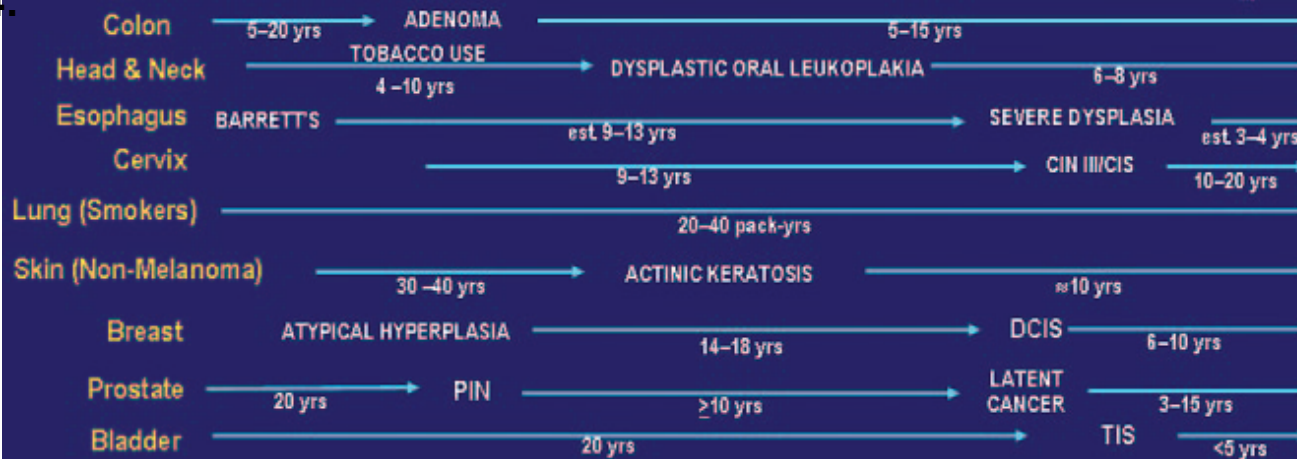 Colon 5–20 yrs ADENOMA 5–15 yrs
Head & Neck TOBACCO USE 4–10 yrs DYSPLASTIC ORAL LEUKOPLAKIA 6–8 yrs
Esophagus BARRETT'S est. 9–13 yrs SEVERE DYSPLASIA est. 3–4 yrs
Cervix 9–13 yrs CIN III/CIS 10–20 yrs
Lung (Smokers) 20–40 pack-yrs
Skin (Non-Melanoma) 30–40 yrs ACTINIC KERATOSIS ≈10 yrs
Breast ATYPICAL HYPERPLASIA 14–18 yrs DCIS 6–10 yrs
Prostate 20 yrs PIN ≥10 yrs LATENT CANCER 3–15 yrs
Bladder 20 yrs TIS <5 yrs